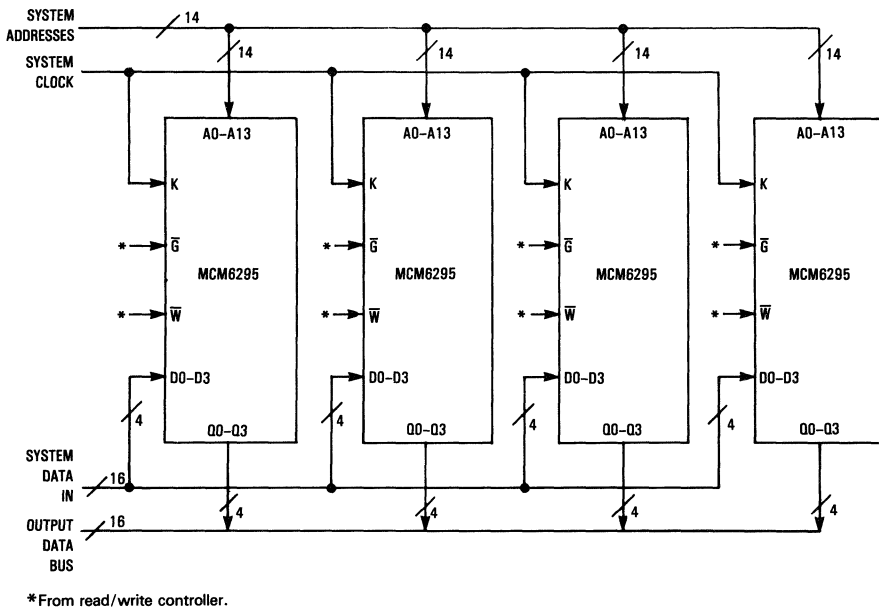 SYSTEM
ADDRESSES
14
14 14 14 14
SYSTEM
CLOCK
A0-A13 A0-A13 A0-A13 A0-A13
K K K K
* G * G * G * G
MCM6295 MCM6295 MCM6295 MCM6295
* W * W * W * W
D0-D3 D0-D3 D0-D3 D0-D3
4 4 4 4
Q0-Q3 Q0-Q3 Q0-Q3 Q0-Q3
SYSTEM
DATA
IN
16
4 4 4 4
OUTPUT
DATA
BUS
16
*From read/write controller.